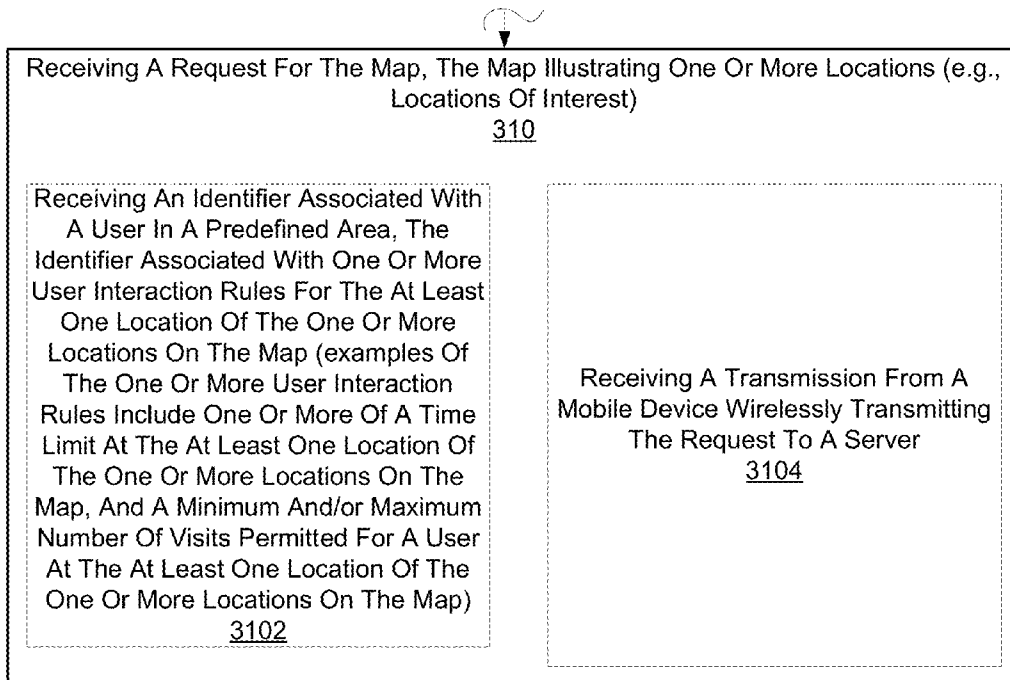 Receiving A Request For The Map, The Map Illustrating One Or More Locations (e.g.,
Locations Of Interest)
310
Receiving An Identifier Associated With
A User In A Predefined Area, The
Identifier Associated With One Or More
User Interaction Rules For The At Least
One Location Of The One Or More
Locations On The Map (examples Of
The One Or More User Interaction
Rules Include One Or More Of A Time
Limit At The At Least One Location Of
The One Or More Locations On The
Map, And A Minimum And/or Maximum
Number Of Visits Permitted For A User
At The At Least One Location Of The
One Or More Locations On The Map)
3102
Receiving A Transmission From A
Mobile Device Wirelessly Transmitting
The Request To A Server
3104